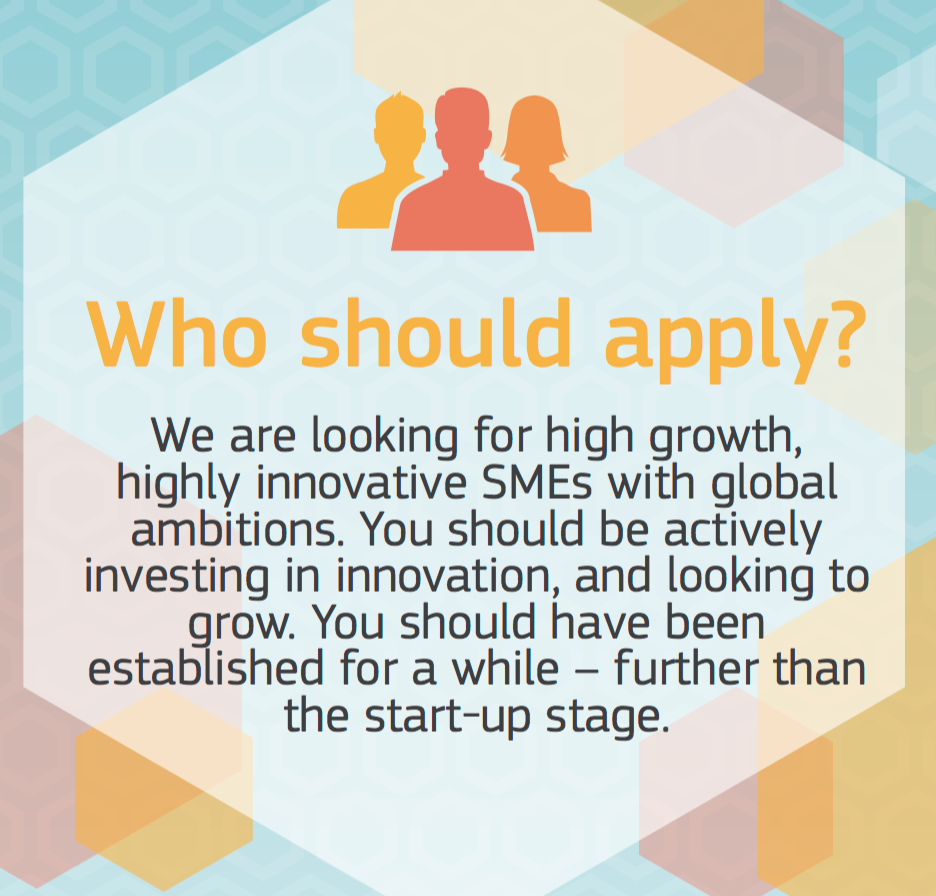 Who should apply?
We are looking for high growth,
highly innovative SMEs with global
ambitions. You should be actively
investing in innovation, and looking to
grow. You should have been
established for a while – further than
the start-up stage.